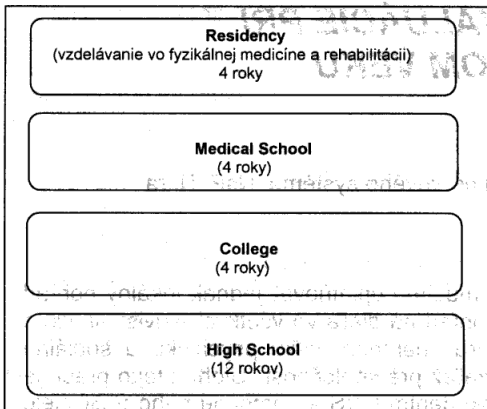 Residency
(vzdelávanie vo fyzikálnej medicíne a rehabilitácii)
4 roky
Medical School
(4 roky)
College
(4 roky)
High School
(12 rokov)